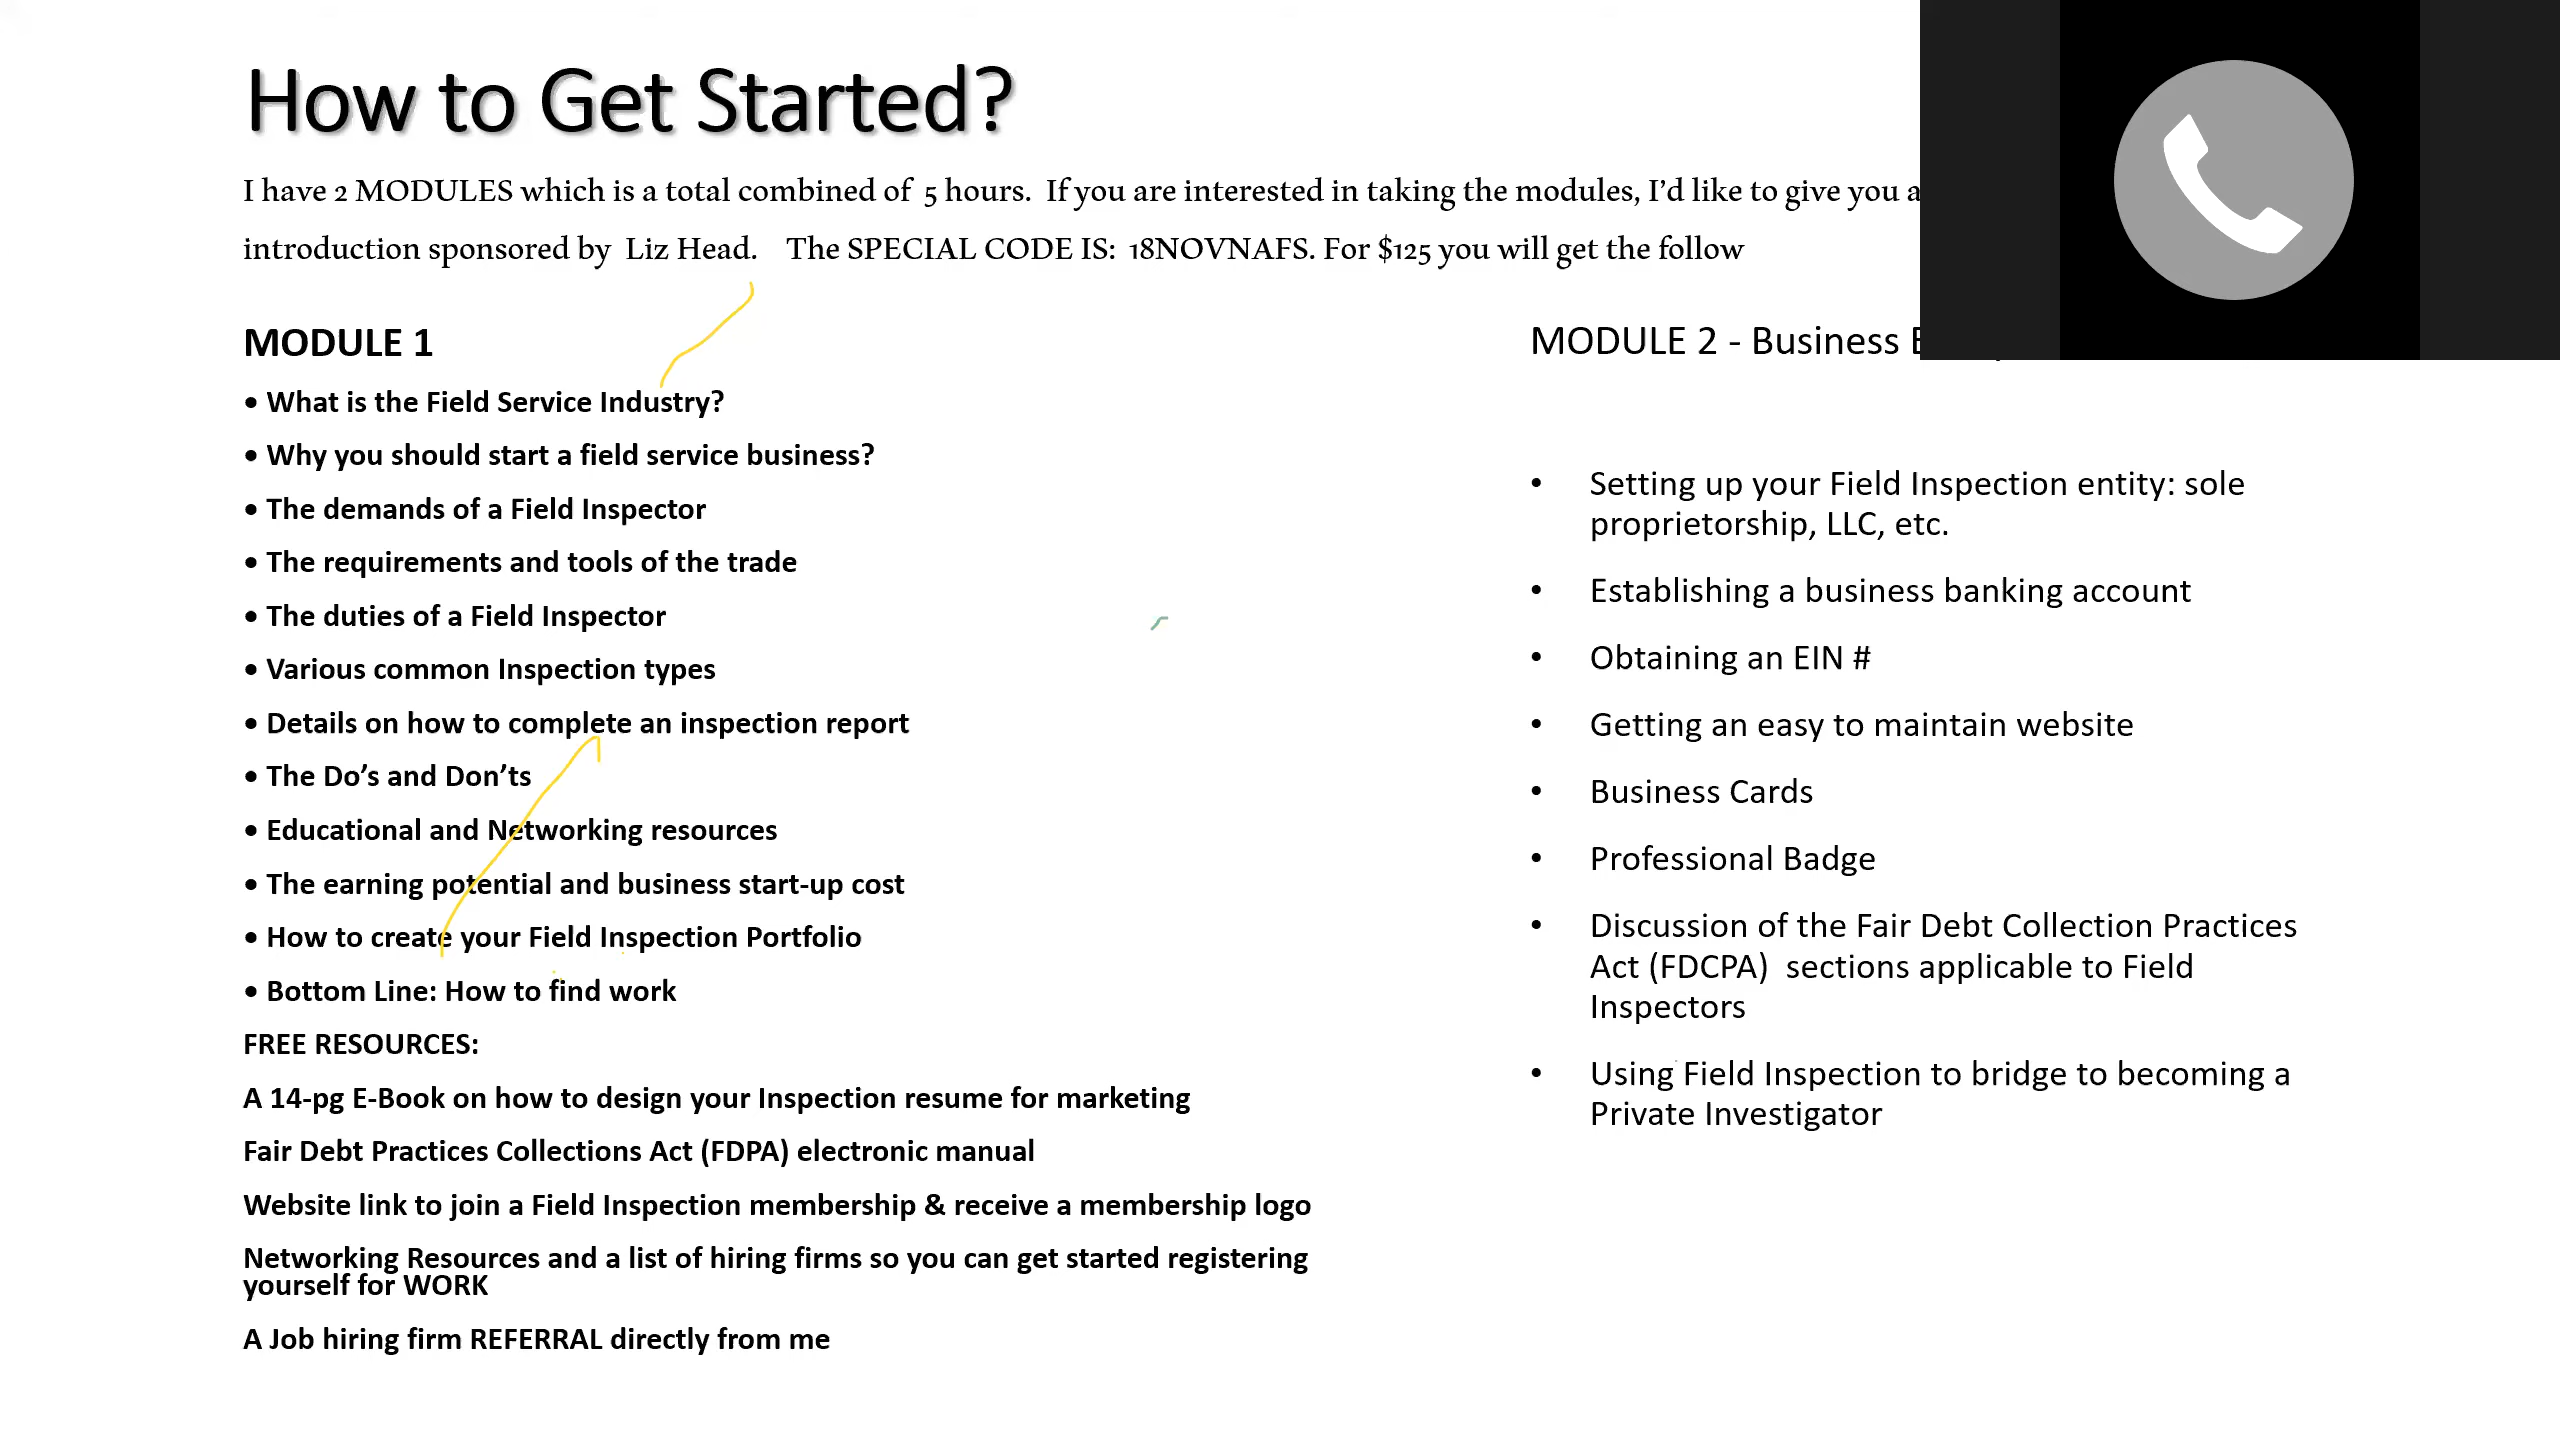 How to Get Started?
I have 2 MODULES which is a total combined of 5 hours. If you are interested in taking the modules, I’d like to give you a
introduction sponsored by Liz Head. The SPECIAL CODE IS: 18NOVNAFS. For $125 you will get the follow
MODULE 1
• What is the Field Service Industry?
• Why you should start a field service business?
• The demands of a Field Inspector
• The requirements and tools of the trade
• The duties of a Field Inspector
• Various common Inspection types
• Details on how to complete an inspection report
• The Do’s and Don’ts
• Educational and Networking resources
• The earning potential and business start-up cost
• How to create your Field Inspection Portfolio
• Bottom Line: How to find work
FREE RESOURCES:
A 14-pg E-Book on how to design your Inspection resume for marketing
Fair Debt Practices Collections Act (FDPA) electronic manual
Website link to join a Field Inspection membership & receive a membership logo
Networking Resources and a list of hiring firms so you can get started registering
yourself for WORK
A Job hiring firm REFERRAL directly from me
MODULE 2 - Business
• Setting up your Field Inspection entity: sole
proprietorship, LLC, etc.
• Establishing a business banking account
• Obtaining an EIN #
• Getting an easy to maintain website
• Business Cards
• Professional Badge
• Discussion of the Fair Debt Collection Practices
Act (FDCPA) sections applicable to Field
Inspectors
• Using Field Inspection to bridge to becoming a
Private Investigator